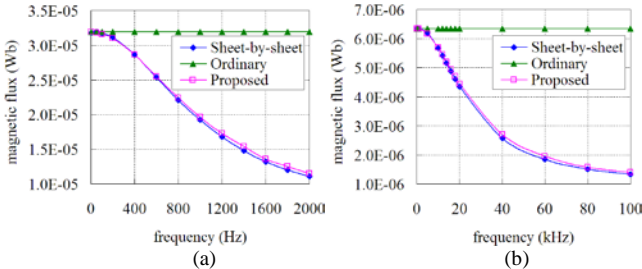 magnetic flux (Wb)
3.5E-05
3.0E-05
2.5E-05
2.0E-05
1.5E-05
1.0E-05
Sheet-by-sheet
Ordinary
Proposed
0 400 800 1200 1600 2000
frequency (Hz)
(a)
magnetic flux (Wb)
7.0E-06
6.0E-06
5.0E-06
4.0E-06
3.0E-06
2.0E-06
1.0E-06
Sheet-by-sheet
Ordinary
Proposed
0 20 40 60 80 100
frequency (kHz)
(b)